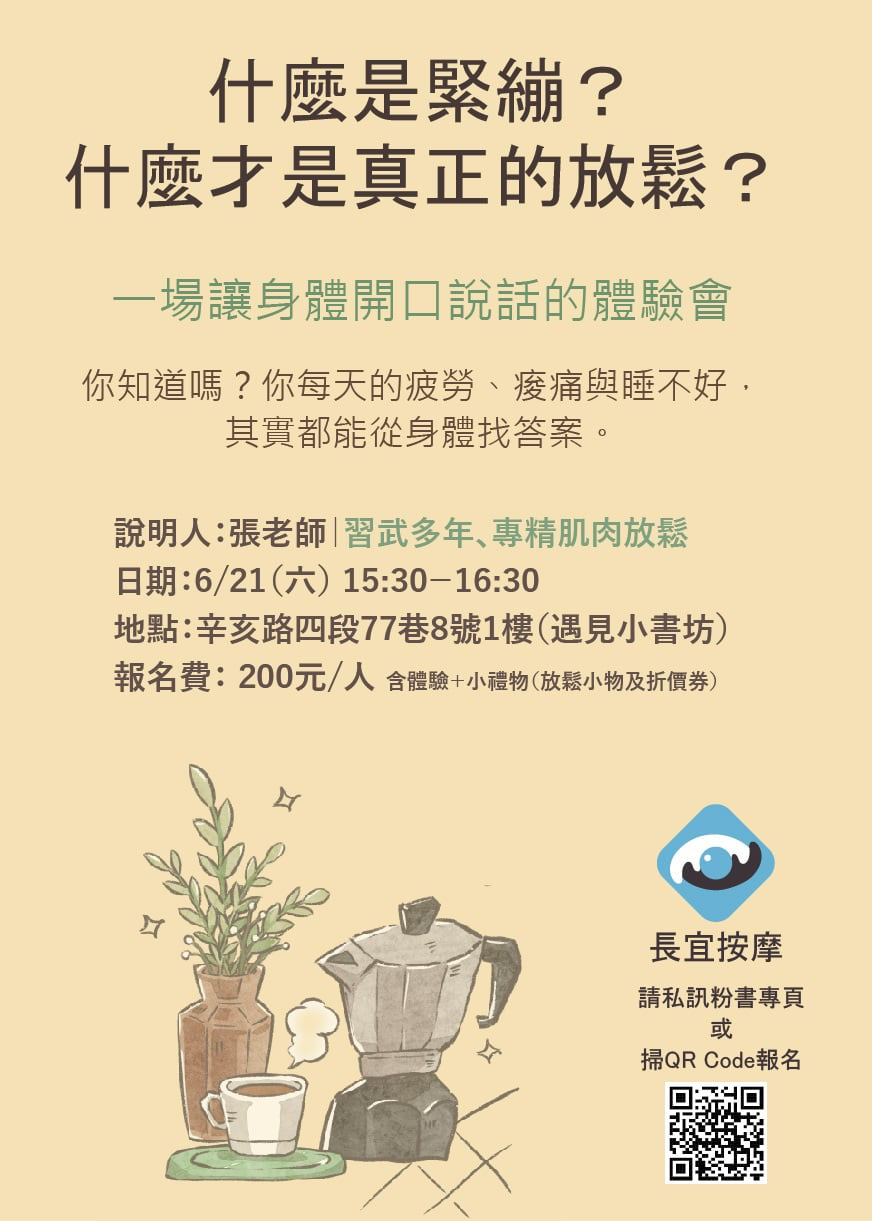 什麼是緊繃？
什麼才是真正的放鬆？
一場讓身體開口說話的體驗會
你知道嗎？你每天的疲勞、痠痛與睡不好，
其實都能從身體找答案。
說明人：張老師|習武多年、專精肌肉放鬆
日期：6/21（六） 15:30－16:30
地點：辛亥路四段77巷8號1樓（遇見小書坊）
報名費： 200元/人 含體驗+小禮物（放鬆小物及折價券）
長宜按摩
請私訊粉書專頁
或
掃QR Code報名